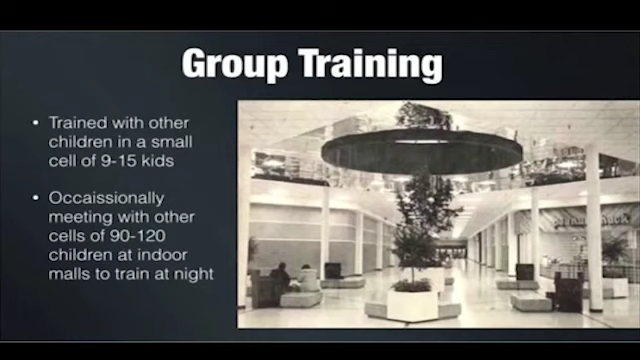 Group Training
• Trained with other
children in a small
cell of 9-15 kids
• Occaissionally
meeting with other
cells of 90-120
children at indoor
malls to train at night